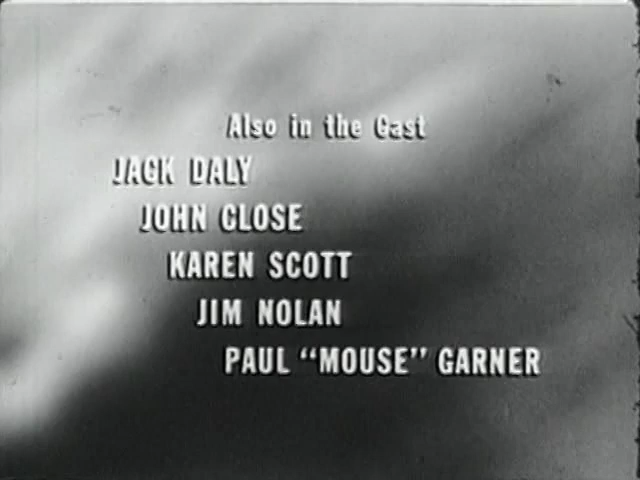 Also in the Cast
JACK DALY
JOHN CLOSE
KAREN SCOTT
JIM NOLAN
PAUL “MOUSE” GARNER